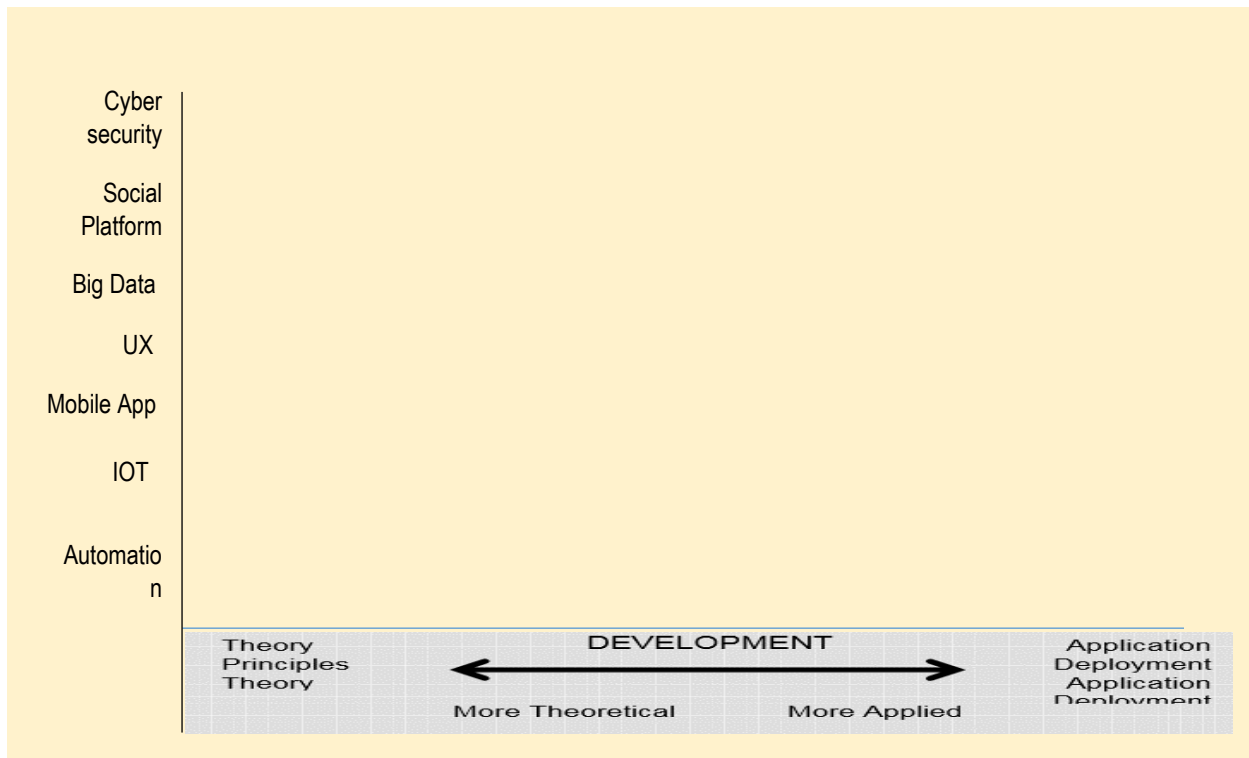 Cyber
security
Social
Platform
Big Data
UX
Mobile App
IOT
Automatio
n
Theory
Principles
Theory
DEVELOPMENT
More Theoretical
More Applied
Application
Deployment
Application
Deployment